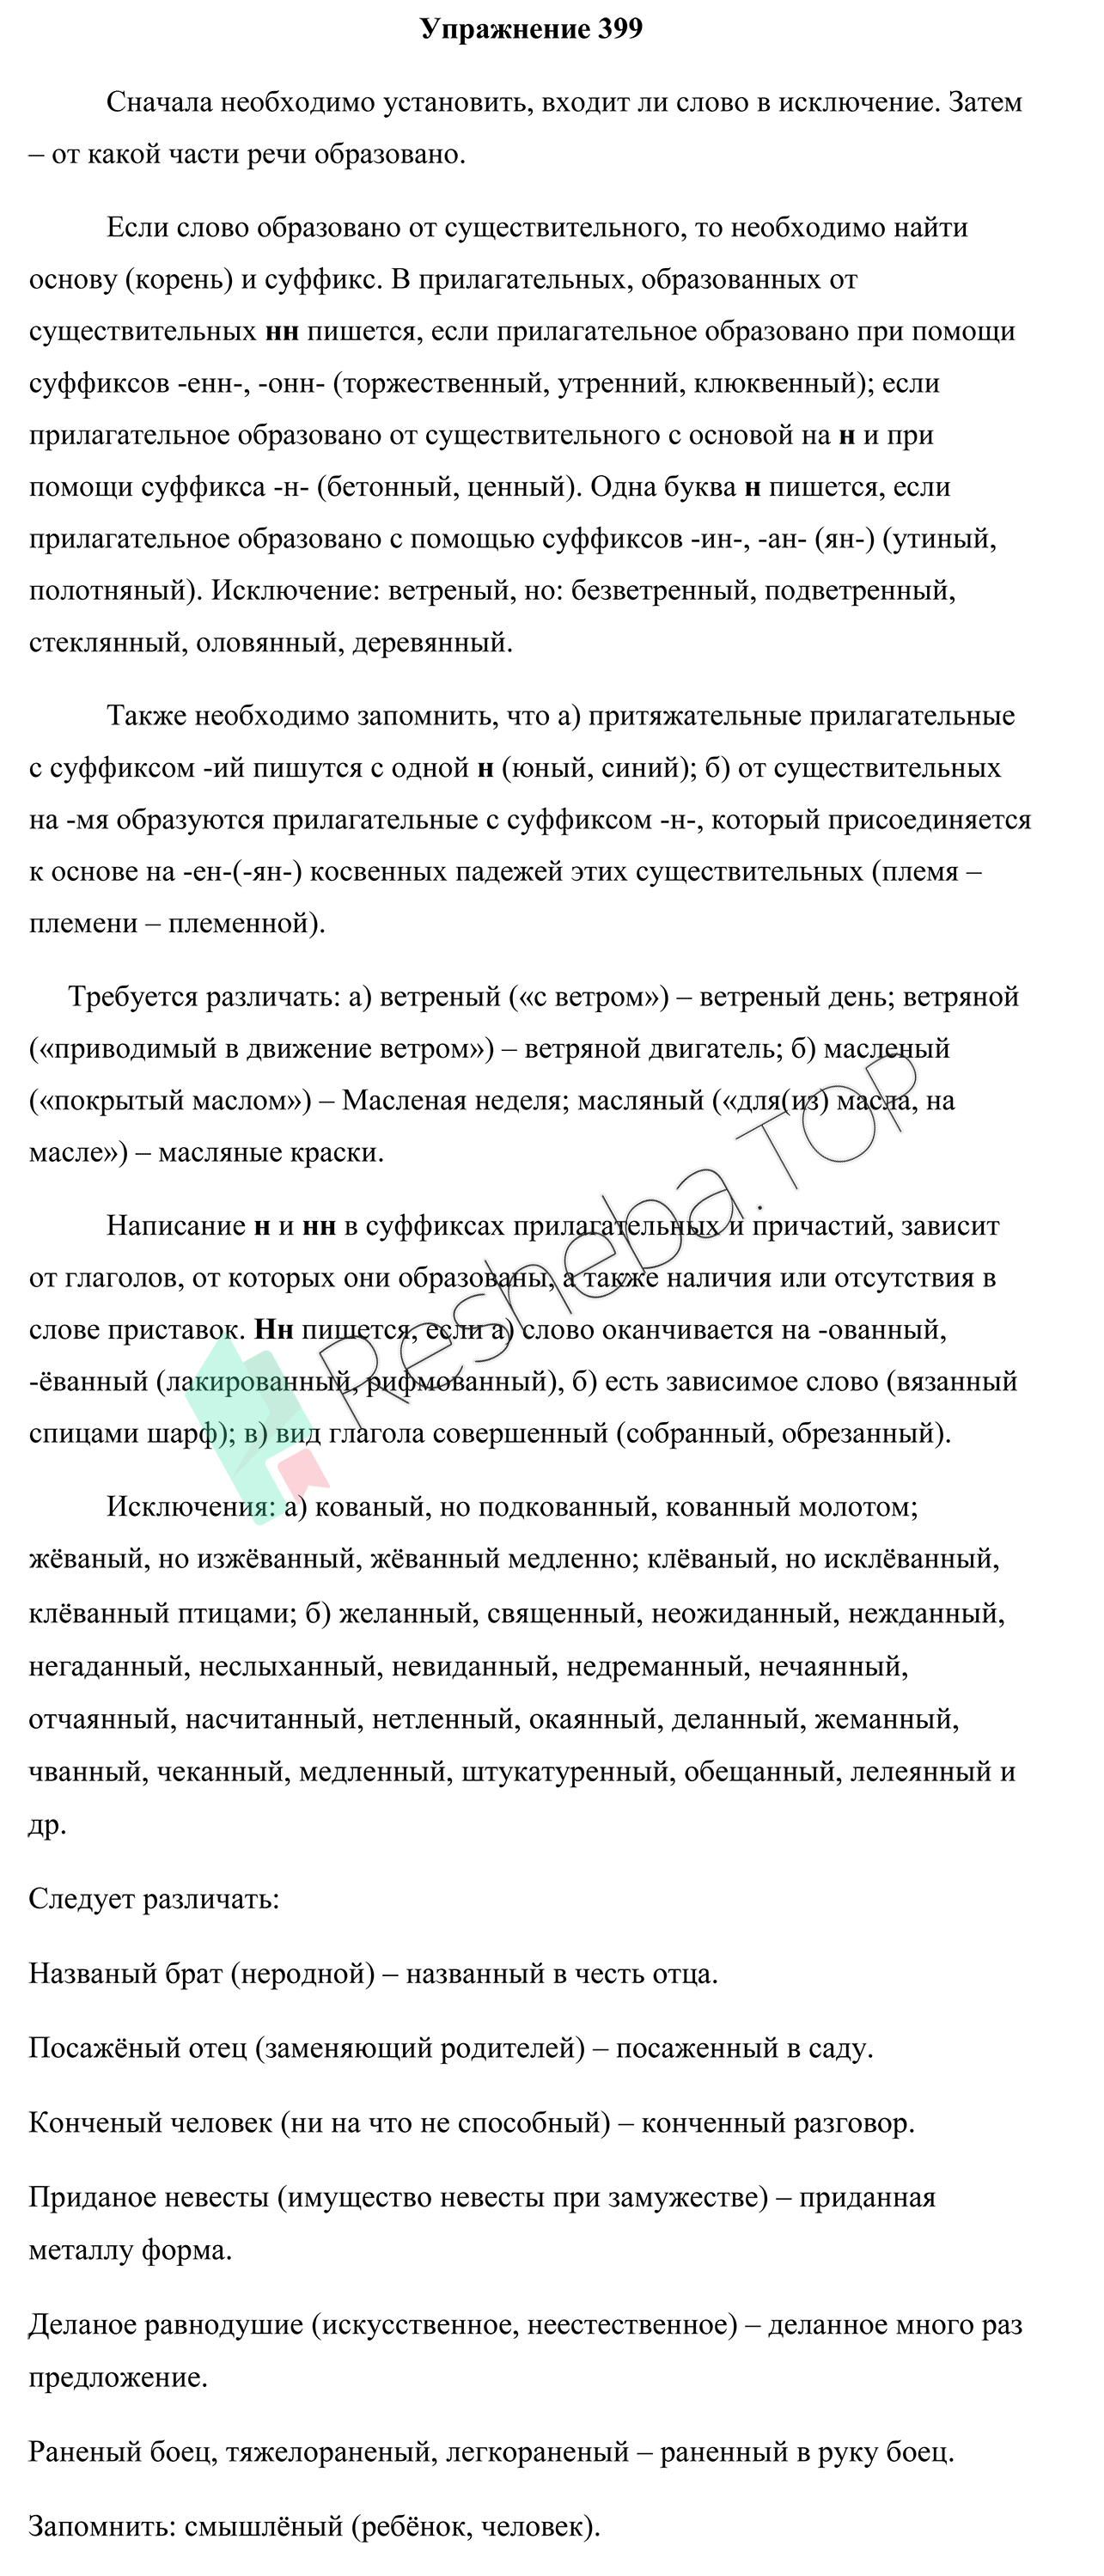 Упражнение 399
Сначала необходимо установить, входит ли слово в исключение. Затем
– от какой части речи образовано.
Если слово образовано от существительного, то необходимо найти
основу (корень) и суффикс. В прилагательных, образованных от
существительных нн пишется, если прилагательное образовано при помощи
суффиксов -енн-, -онн- (торжественный, утренний, клюквенный); если
прилагательное образовано от существительного с основой на н и при
помощи суффикса -н- (бетонный, ценный). Одна буква н пишется, если
прилагательное образовано с помощью суффиксов -ин-, -ан- (ян-) (утиный,
полотняный). Исключение: ветреный, но: безветренный, подветренный,
стеклянный, оловянный, деревянный.
Также необходимо запомнить, что а) притяжательные прилагательные
с суффиксом -ий пишутся с одной н (юный, синий); б) от существительных
на -мя образуются прилагательные с суффиксом -н-, который присоединяется
к основе на -ен-(-ян-) косвенных падежей этих существительных (племя –
племени – племенной).
Требуется различать: а) ветреный («с ветром») – ветреный день; ветряной
(«приводимый в движение ветром») – ветряной двигатель; б) масленый
(«покрытый маслом») – Масленая неделя; масляный («для(из) масла, на
масле») – масляные краски.
Написание н и нн в суффиксах прилагательных и причастий, зависит
от глаголов, от которых они образованы, а также наличия или отсутствия в
слове приставок. Нн пишется, если а) слово оканчивается на -ованный,
-ёванный (лакированный, рифмованный), б) есть зависимое слово (вязанный
спицами шарф); в) вид глагола совершенный (собранный, обрезанный).
Исключения: а) кованый, но подкованный, кованный молотом;
жёваный, но изжёванный, жёванный медленно; клёваный, но исклёванный,
клёванный птицами; б) желанный, священный, неожиданный, нежданный,
негаданный, неслыханный, невиданный, недреманный, нечаянный,
отчаянный, насчитанный, нетленный, окаянный, деланный, жеманный,
чванный, чеканный, медленный, штукатуренный, обещанный, лелеянный и
др.
Следует различать:
Названый брат (неродной) – названный в честь отца.
Посажёный отец (заменяющий родителей) – посаженный в саду.
Конченый человек (ни на что не способный) – конченный разговор.
Приданое невесты (имущество невесты при замужестве) – приданная
металлу форма.
Деланое равнодушие (искусственное, неестественное) – деланное много раз
предложение.
Раненый боец, тяжелораненый, легкораненый – раненный в руку боец.
Запомнить: смышлёный (ребёнок, человек).
Resheba.TOP